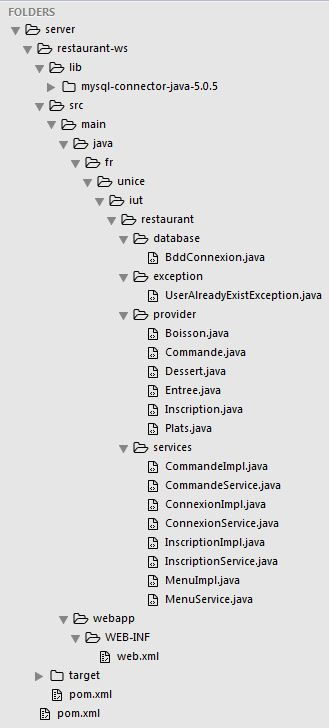 FOLDERS
server
restaurant-ws
lib
mysql-connector-java-5.0.5
src
main
java
fr
unice
iut
restaurant
database
BddConnexion.java
exception
UserAlreadyExistException.java
provider
Boisson.java
Commande.java
Dessert.java
Entree.java
Inscription.java
Plats.java
services
CommandeImpl.java
CommandeService.java
ConnexionImpl.java
ConnexionService.java
InscriptionImpl.java
InscriptionService.java
MenuImpl.java
MenuService.java
webapp
WEB-INF
web.xml
target
pom.xml
pom.xml